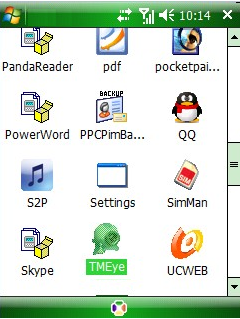 10:14
PandaReader
pdf
pocketpai...
BACKUP
PowerWord
PPCPimBa...
QQ
S2P
Settings
SIM
SimMan
Skype
TMEye
UCWEB